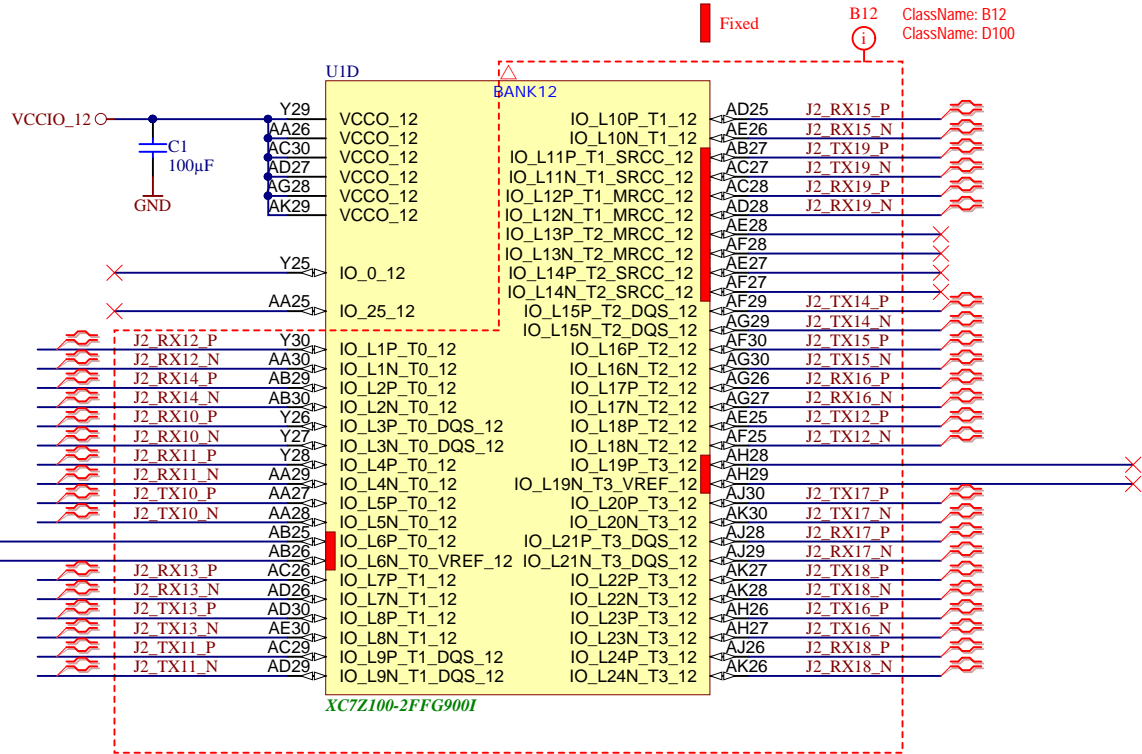 Fixed
B12
i
ClassName: B12
ClassName: D100
U1D
BANK12
VCCIO_12
C1
100µF
GND
Y29 VCCO_12
AA26 VCCO_12
AC30 VCCO_12
AD27 VCCO_12
AG28 VCCO_12
AK29 VCCO_12
Y25 IO_0_12
AA25 IO_25_12
J2_RX12_P Y30 IO_L1P_T0_12
J2_RX12_N AA30 IO_L1N_T0_12
J2_RX14_P AB29 IO_L2P_T0_12
J2_RX14_N AB30 IO_L2N_T0_12
J2_RX10_P Y26 IO_L3P_T0_DQS_12
J2_RX10_N Y27 IO_L3N_T0_DQS_12
J2_RX11_P Y28 IO_L4P_T0_12
J2_RX11_N AA29 IO_L4N_T0_12
J2_TX10_P AA27 IO_L5P_T0_12
J2_TX10_N AA28 IO_L5N_T0_12
AB25 IO_L6P_T0_12
AB26 IO_L6N_T0_VREF_12
J2_RX13_P AC26 IO_L7P_T1_12
J2_RX13_N AD26 IO_L7N_T1_12
J2_TX13_P AD30 IO_L8P_T1_12
J2_TX13_N AE30 IO_L8N_T1_12
J2_TX11_P AC29 IO_L9P_T1_DQS_12
J2_TX11_N AD29 IO_L9N_T1_DQS_12
IO_L10P_T1_12 AD25 J2_RX15_P
IO_L10N_T1_12 AE26 J2_RX15_N
IO_L11P_T1_SRCC_12 AB27 J2_TX19_P
IO_L11N_T1_SRCC_12 AC27 J2_TX19_N
IO_L12P_T1_MRCC_12 AC28 J2_RX19_P
IO_L12N_T1_MRCC_12 AD28 J2_RX19_N
IO_L13P_T2_MRCC_12 AE28
IO_L13N_T2_MRCC_12 AF28
IO_L14P_T2_SRCC_12 AE27
IO_L14N_T2_SRCC_12 AF27
IO_L15P_T2_DQS_12 AF29 J2_TX14_P
IO_L15N_T2_DQS_12 AG29 J2_TX14_N
IO_L16P_T2_12 AF30 J2_TX15_P
IO_L16N_T2_12 AG30 J2_TX15_N
IO_L17P_T2_12 AG26 J2_RX16_P
IO_L17N_T2_12 AG27 J2_RX16_N
IO_L18P_T2_12 AE25 J2_TX12_P
IO_L18N_T2_12 AF25 J2_TX12_N
IO_L19P_T3_12 AH28
IO_L19N_T3_VREF_12 AH29
IO_L20P_T3_12 AJ30 J2_TX17_P
IO_L20N_T3_12 AK30 J2_TX17_N
IO_L21P_T3_DQS_12 AJ28 J2_RX17_P
IO_L21N_T3_DQS_12 AJ29 J2_RX17_N
IO_L22P_T3_12 AK27 J2_TX18_P
IO_L22N_T3_12 AK28 J2_TX18_N
IO_L23P_T3_12 AH26 J2_TX16_P
IO_L23N_T3_12 AH27 J2_TX16_N
IO_L24P_T3_12 AJ26 J2_RX18_P
IO_L24N_T3_12 AK26 J2_RX18_N
XC7Z100-2FFG900I